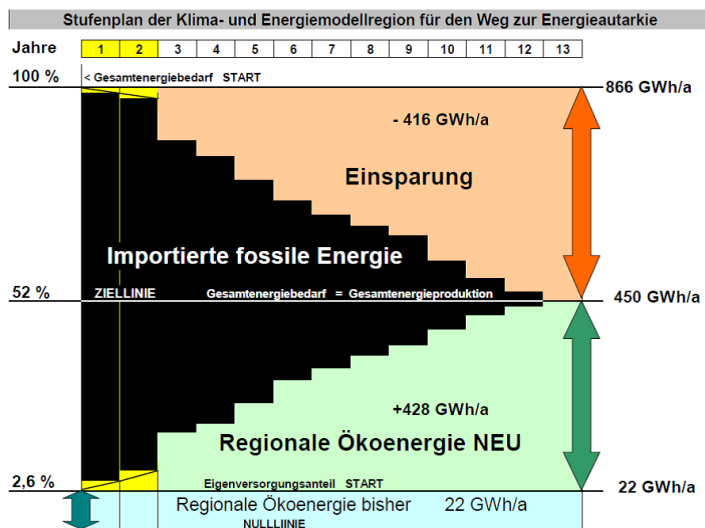 Stufenplan der Klima- und Energiemodellregion für den Weg zur Energieautarkie
Jahre 1 2 3 4 5 6 7 8 9 10 11 12 13
100 % < Gesamtenergiebedarf START 866 GWh/a
- 416 GWh/a
Einsparung
Importierte fossile Energie
52 % ZIELLINIE Gesamtenergiebedarf = Gesamtenergieproduktion 450 GWh/a
+428 GWh/a
Regionale Ökoenergie NEU
2,6 % Eigenversorgungsanteil START 22 GWh/a
Regionale Ökoenergie bisher 22 GWh/a
NULLLINIE